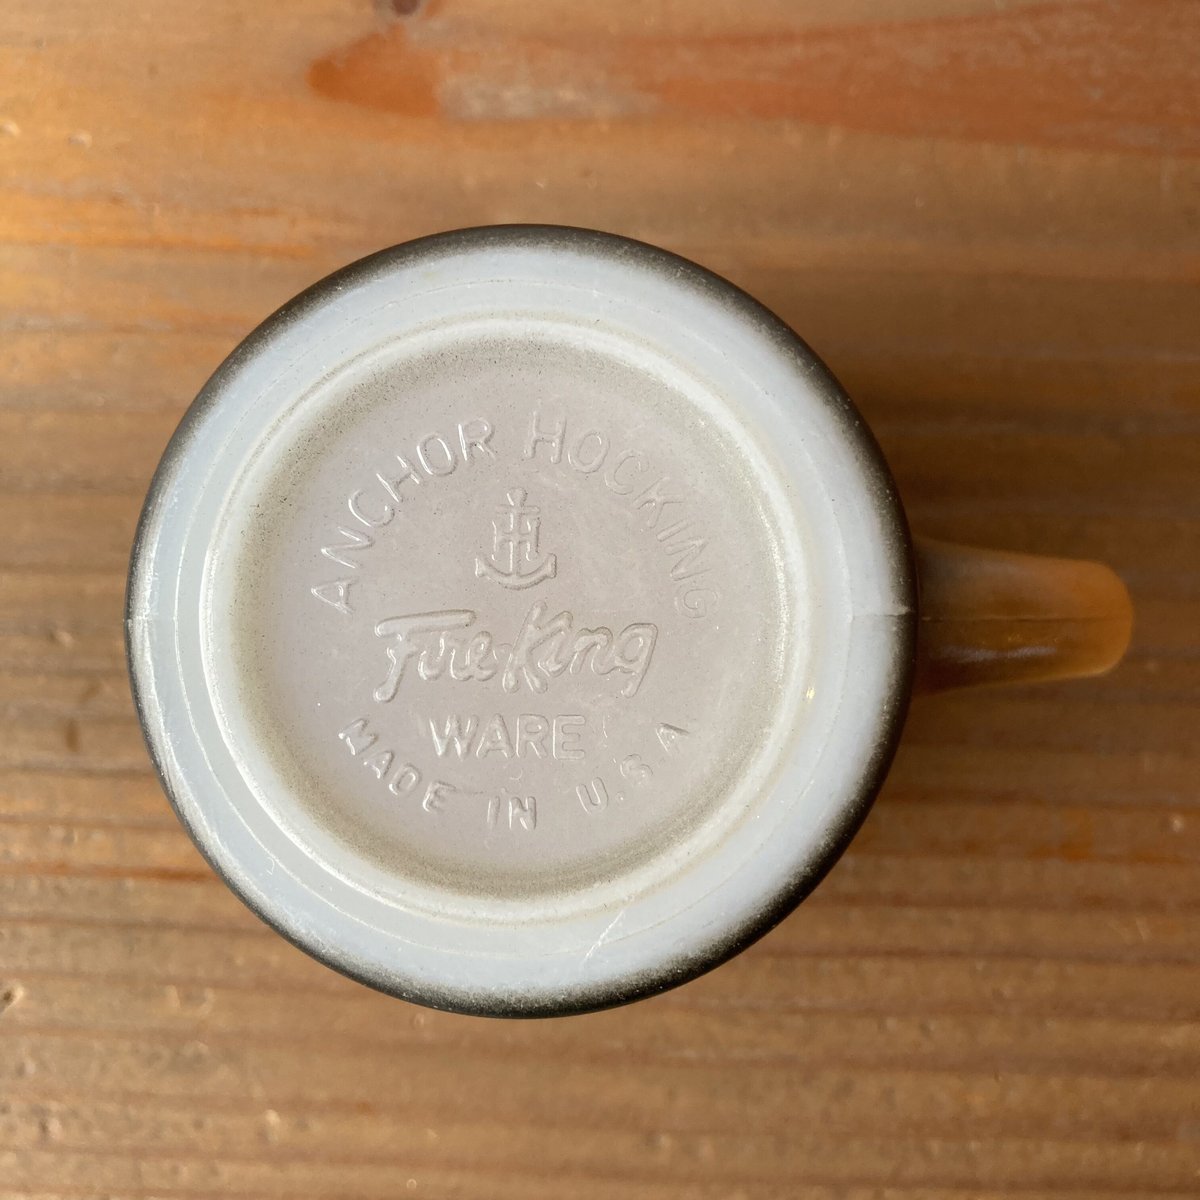 ANCHOR HOCKING
H
Fire-King
WARE
MADE IN U.S.A